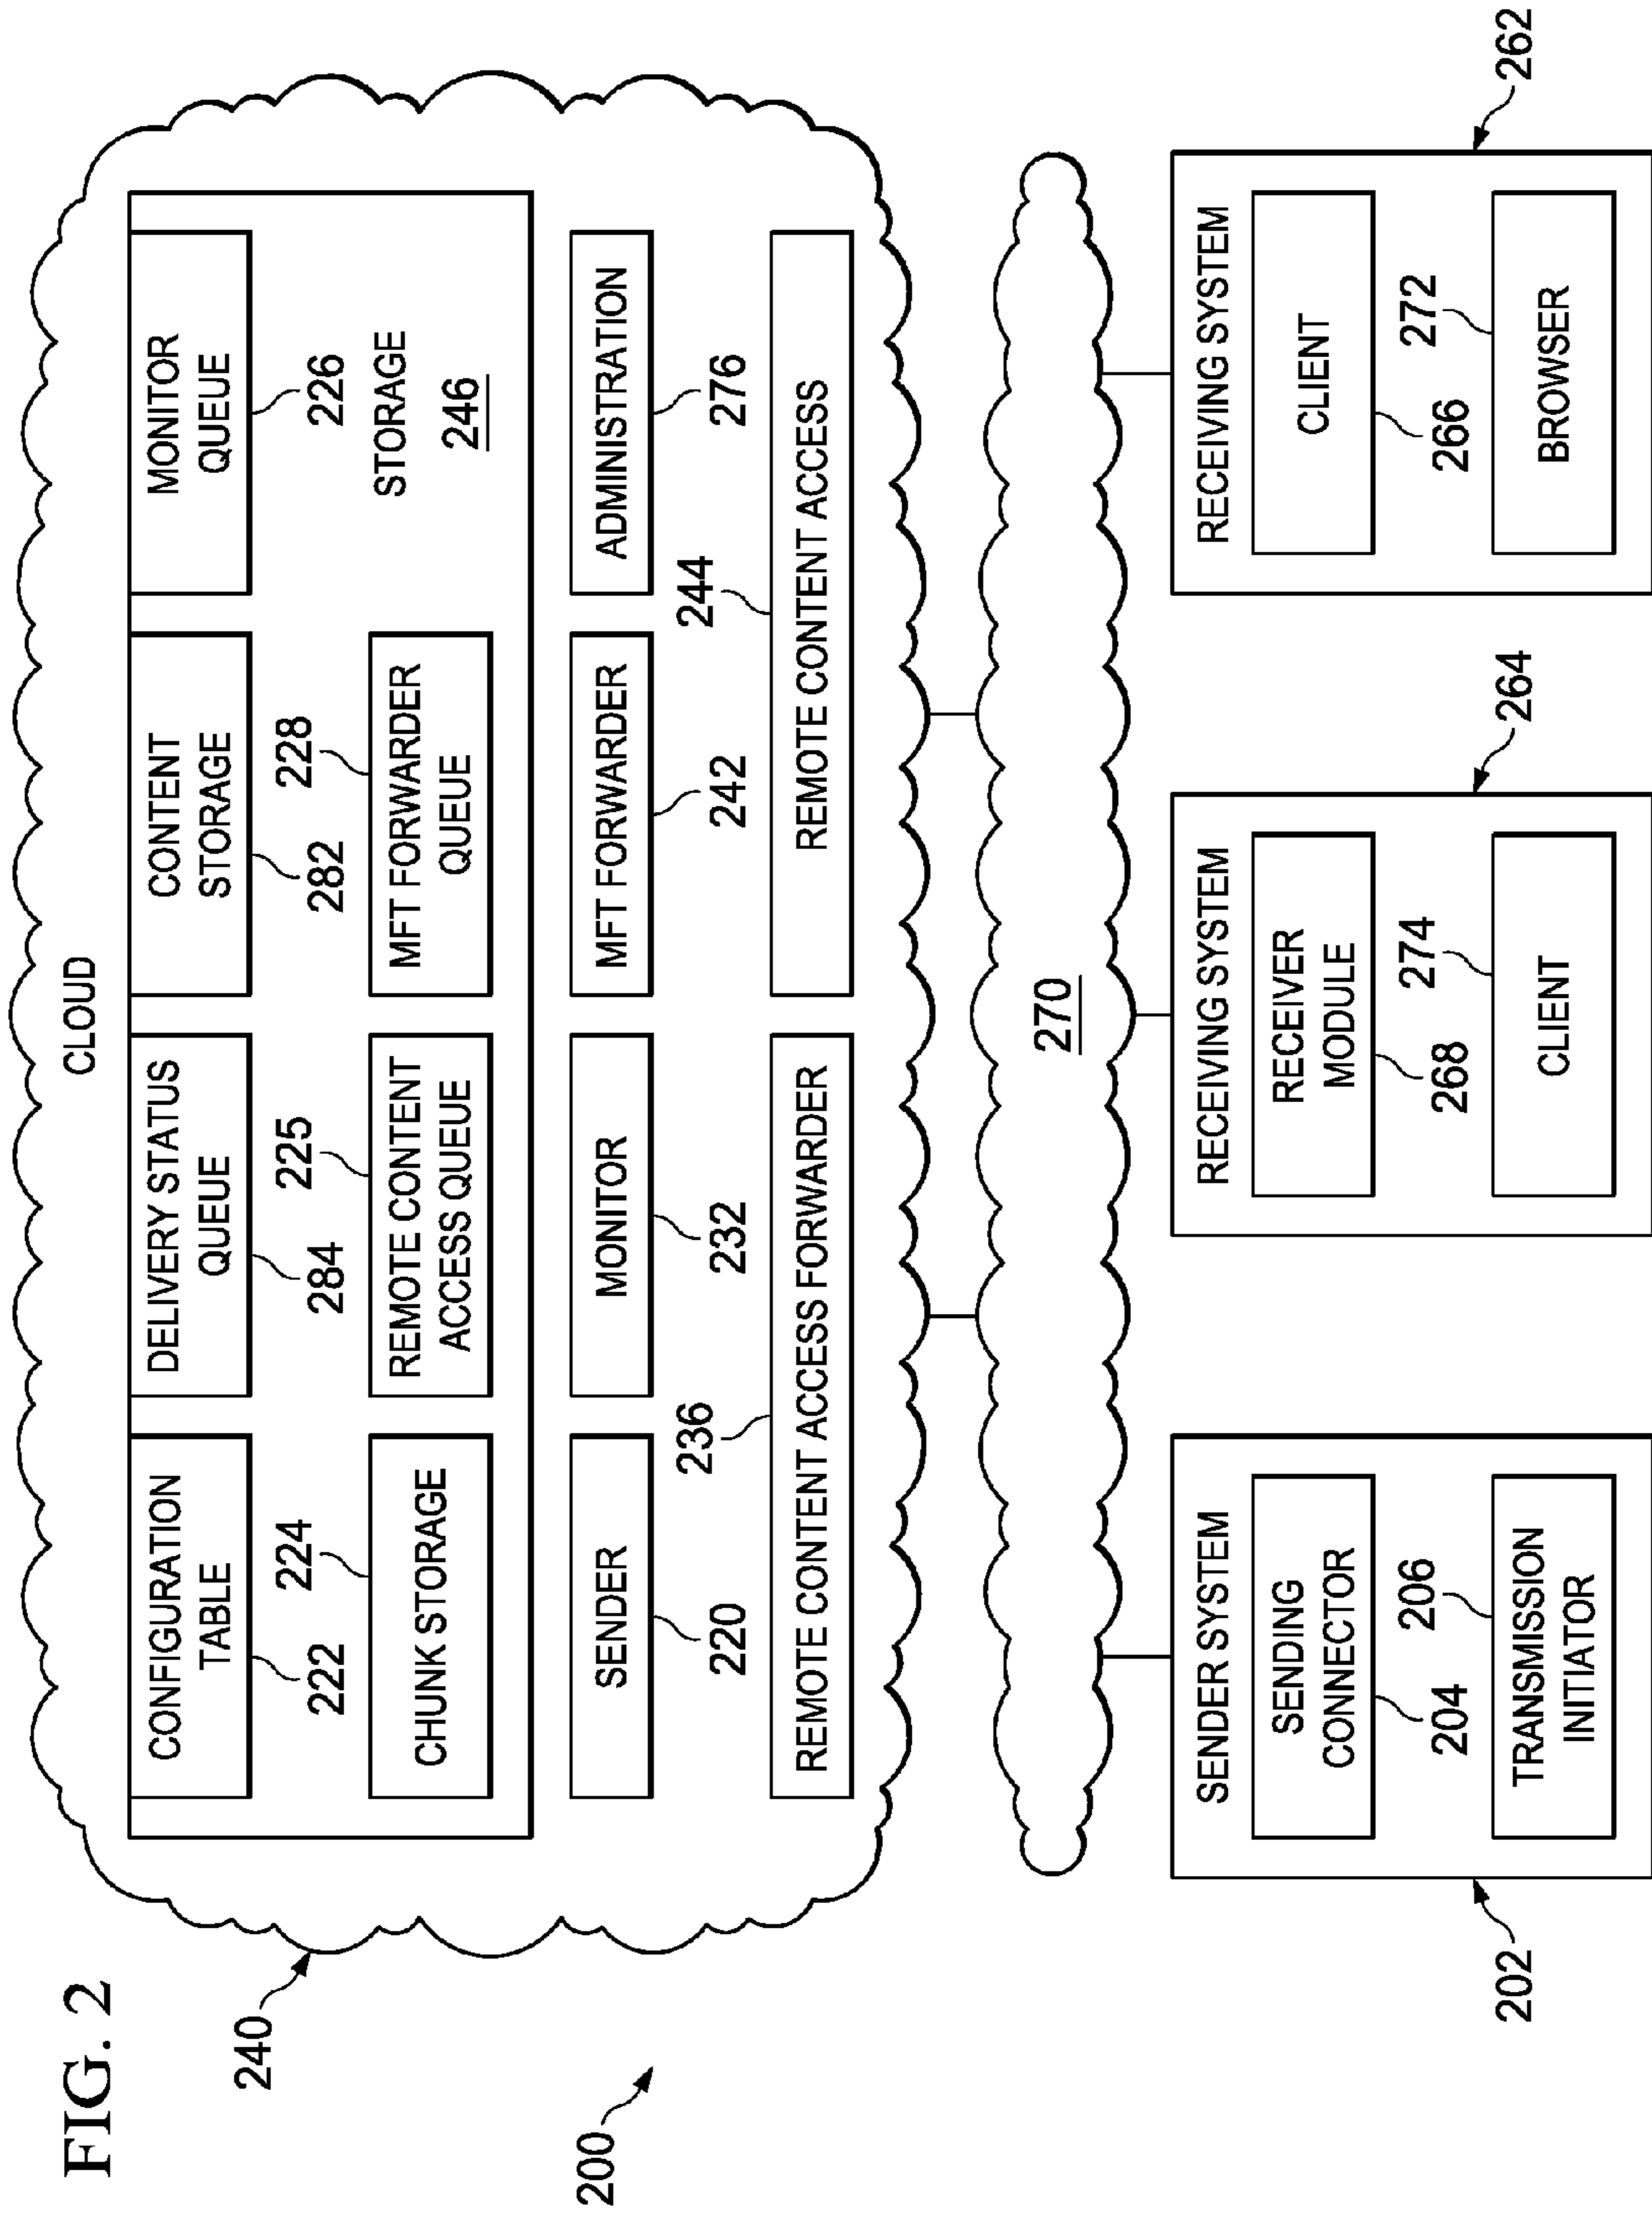 FIG. 2
200
240
CLOUD
CONFIGURATION
TABLE
222
DELIVERY STATUS
QUEUE
284
CONTENT
STORAGE
282
MONITOR
QUEUE
226
224
CHUNK STORAGE
225
REMOTE CONTENT
ACCESS QUEUE
228
MFT FORWARDER
QUEUE
STORAGE
246
SENDER
220
MONITOR
232
MFT FORWARDER
242
ADMINISTRATION
276
236
REMOTE CONTENT ACCESS FORWARDER
244
REMOTE CONTENT ACCESS
270
202
SENDER SYSTEM
SENDING
CONNECTOR
204
206
TRANSMISSION
INITIATOR
264
RECEIVING SYSTEM
RECEIVER
MODULE
268
274
CLIENT
262
RECEIVING SYSTEM
CLIENT
266
272
BROWSER